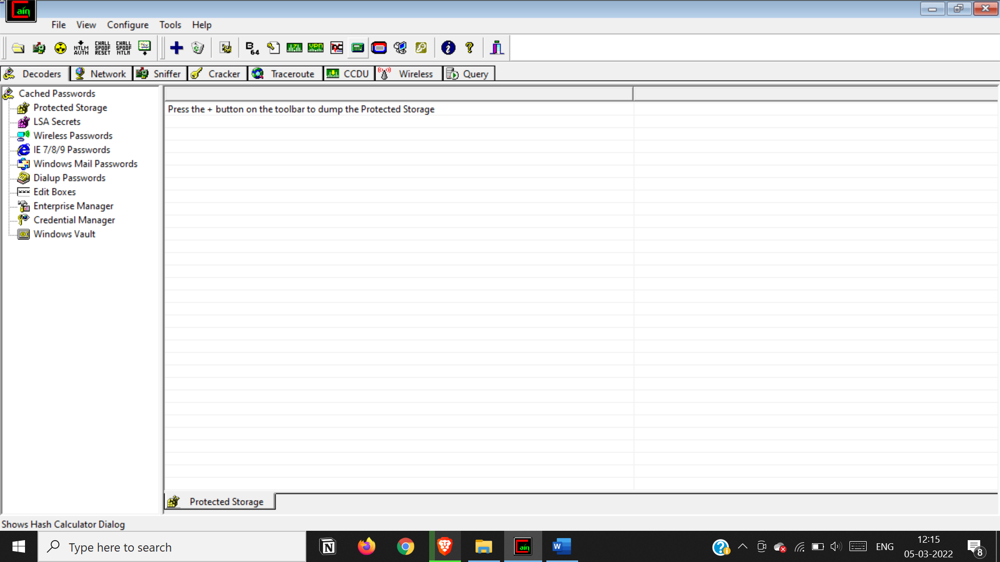 Cain
File View Configure Tools Help
NTLM AUTH CHALL SPOOF RESET CHALL SPOOF NTLM B64 VPN
Decoders Network Sniffer Cracker Traceroute CCDU Wireless Query
Cached Passwords
Protected Storage
LSA Secrets
Wireless Passwords
IE 7/8/9 Passwords
Windows Mail Passwords
Dialup Passwords
Edit Boxes
Enterprise Manager
Credential Manager
Windows Vault
Press the + button on the toolbar to dump the Protected Storage
Protected Storage
Shows Hash Calculator Dialog
Type here to search
N
Cain
W
ENG
12:15
05-03-2022
8